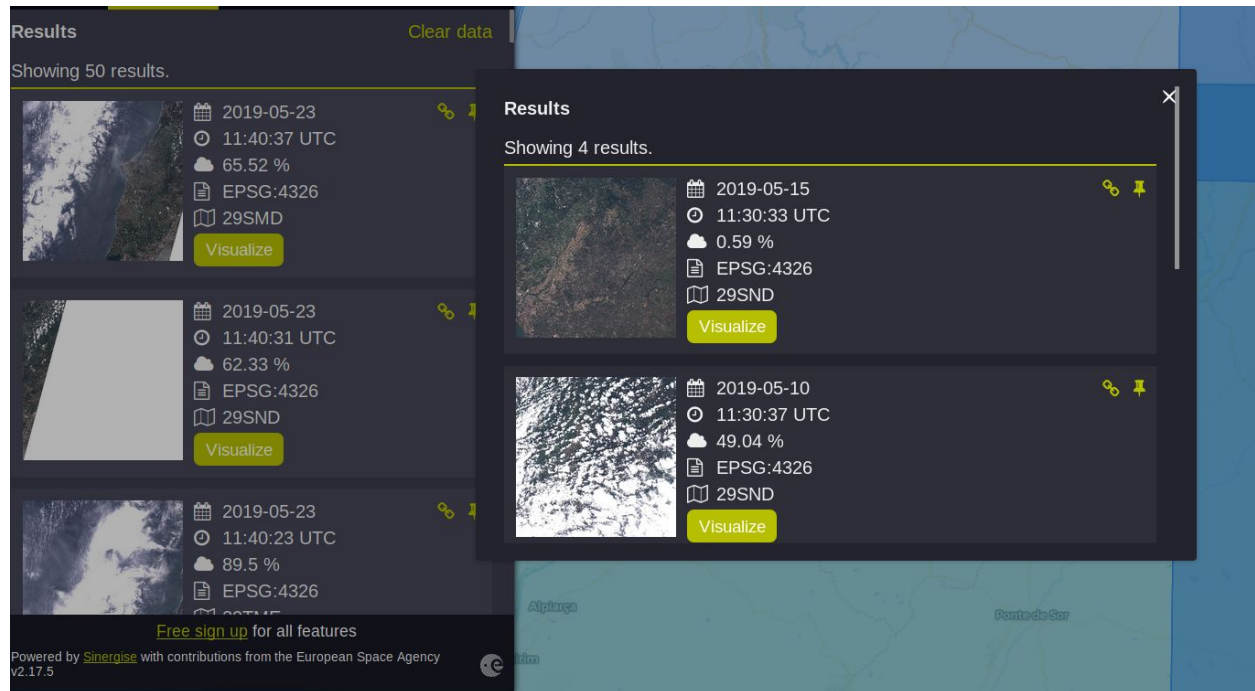 Results
Clear data
Showing 50 results.
2019-05-23
11:40:37 UTC
65.52 %
EPSG:4326
29SMD
Visualize
2019-05-23
11:40:31 UTC
62.33 %
EPSG:4326
29SND
Visualize
2019-05-23
11:40:23 UTC
89.5 %
EPSG:4326
Free sign up for all features
Powered by Sinergise with contributions from the European Space Agency
v2.17.5
Results
Showing 4 results.
2019-05-15
11:30:33 UTC
0.59 %
EPSG:4326
29SND
Visualize
2019-05-10
11:30:37 UTC
49.04 %
EPSG:4326
29SND
Visualize
Alpiarça
Ponte de Sor